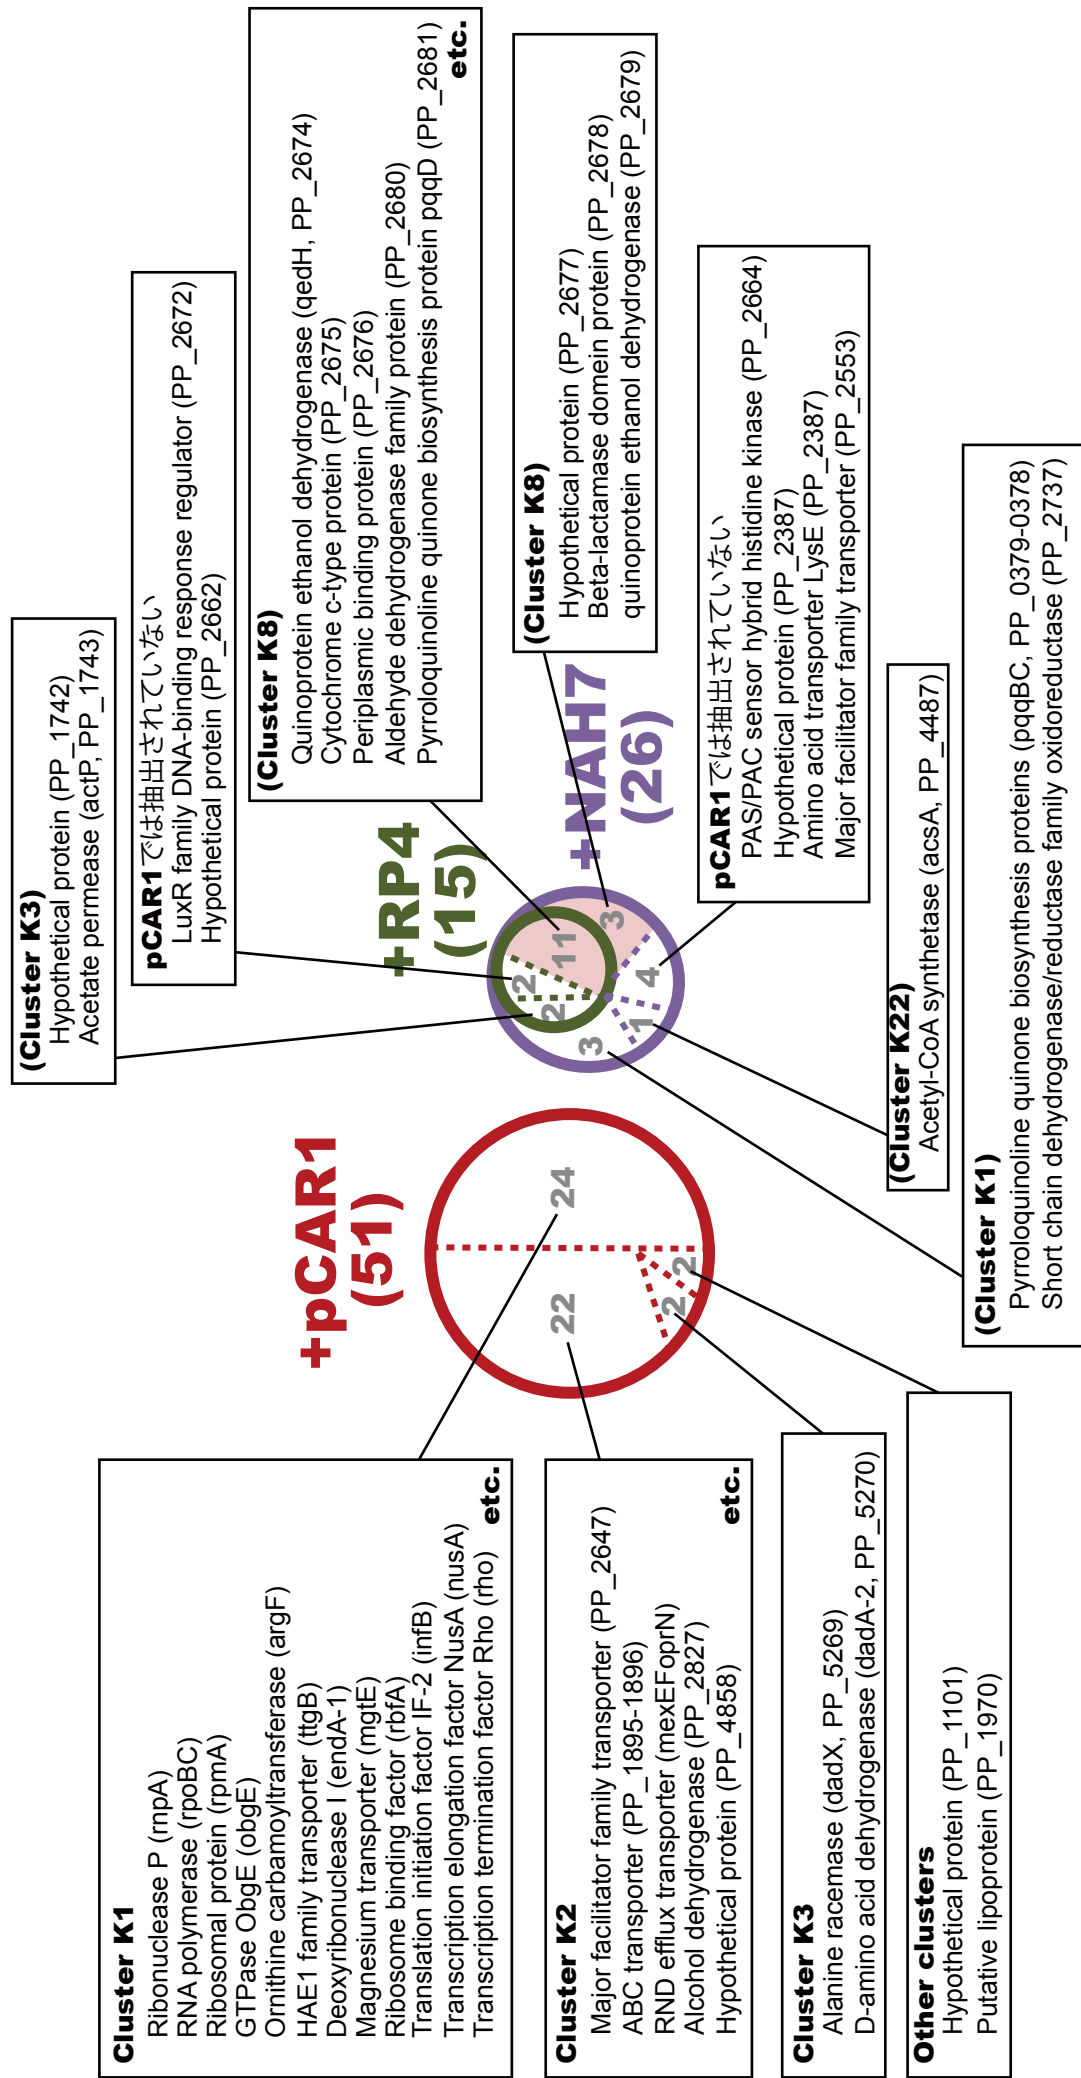 +pCAR1
(51)
22
24
2
2
+RP4
(15)
+NAH7
(26)
2
2
11
3
3
1
4
Cluster K1
Ribonuclease P (rnpA)
RNA polymerase (rpoBC)
Ribosomal protein (rpmA)
GTPase ObgE (obgE)
Ornithine carbamoyltransferase (argF)
HAE1 family transporter (ttgB)
Deoxyribonuclease I (endA-1)
Magnesium transporter (mgtE)
Ribosome binding factor (rbfA)
Translation initiation factor IF-2 (infB)
Transcription elongation factor NusA (nusA)
Transcription termination factor Rho (rho)
etc.
Cluster K2
Major facilitator family transporter (PP_2647)
ABC transporter (PP_1895-1896)
RND efflux transporter (mexEFoprN)
Alcohol dehydrogenase (PP_2827)
Hypothetical protein (PP_4858)
etc.
Cluster K3
Alanine racemase (dadX, PP_5269)
D-amino acid dehydrogenase (dadA-2, PP_5270)
Other clusters
Hypothetical protein (PP_1101)
Putative lipoprotein (PP_1970)
(Cluster K3)
Hypothetical protein (PP_1742)
Acetate permease (actP, PP_1743)
pCAR1では抽出されていない
LuxR family DNA-binding response regulator (PP_2672)
Hypothetical protein (PP_2662)
(Cluster K8)
Quinoprotein ethanol dehydrogenase (qedH, PP_2674)
Cytochrome c-type protein (PP_2675)
Periplasmic binding protein (PP_2676)
Aldehyde dehydrogenase family protein (PP_2680)
Pyrroloquinoline quinone biosynthesis protein pqqD (PP_2681)
etc.
(Cluster K8)
Hypothetical protein (PP_2677)
Beta-lactamase domein protein (PP_2678)
quinoprotein ethanol dehydrogenase (PP_2679)
pCAR1では抽出されていない
PAS/PAC sensor hybrid histidine kinase (PP_2664)
Hypothetical protein (PP_2387)
Amino acid transporter LysE (PP_2387)
Major facilitator family transporter (PP_2553)
(Cluster K22)
Acetyl-CoA synthetase (acsA, PP_4487)
(Cluster K1)
Pyrroloquinoline quinone biosynthesis proteins (pqqBC, PP_0379-0378)
Short chain dehydrogenase/reductase family oxidoreductase (PP_2737)